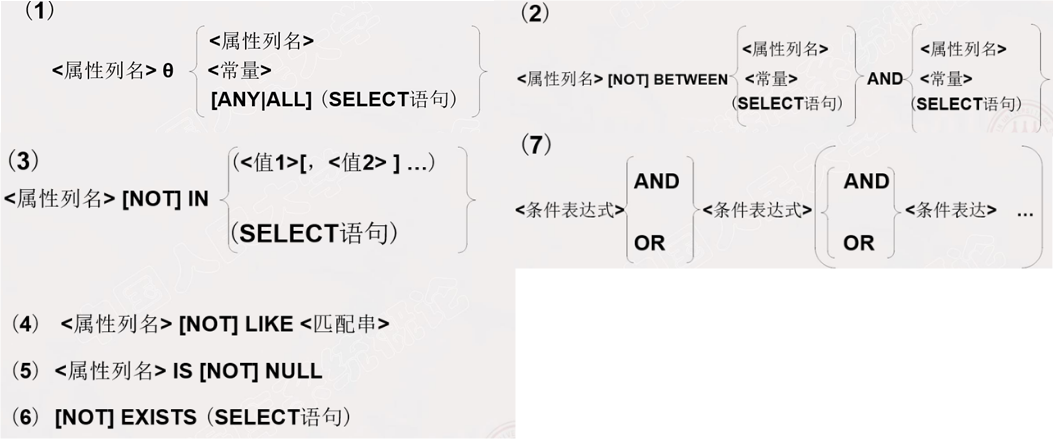 (1)
<属性列名>
<属性列名> θ <常量>
[ANY|ALL] (SELECT语句)
(2)
<属性列名> <属性列名>
<属性列名> [NOT] BETWEEN <常量> AND <常量>
(SELECT语句) (SELECT语句)
(3)
(<值1>[, <值2> ] …)
<属性列名> [NOT] IN
(SELECT语句)
(7)
AND AND
<条件表达式> <条件表达式> <条件表达> …
OR OR
(4) <属性列名> [NOT] LIKE <匹配串>
(5) <属性列名> IS [NOT] NULL
(6) [NOT] EXISTS (SELECT语句)